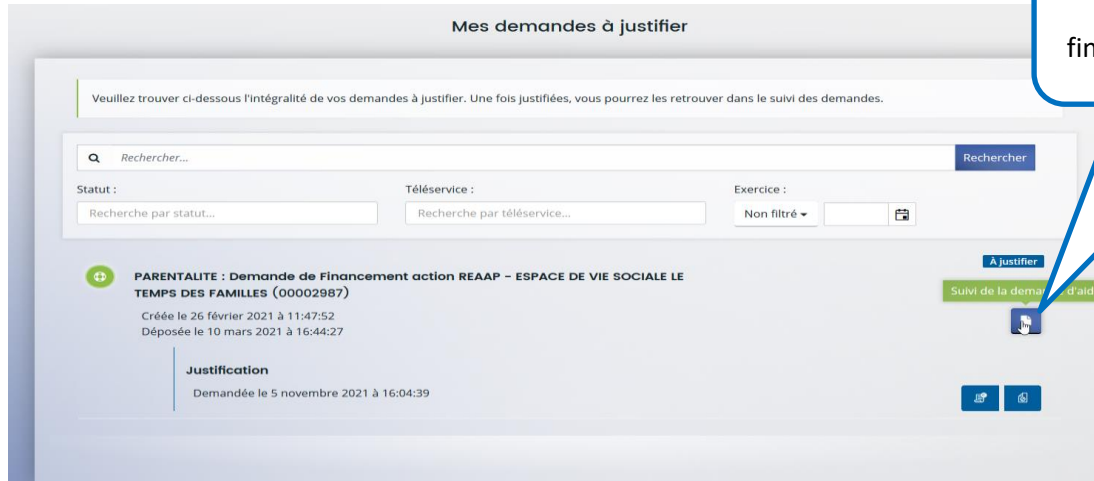 Mes demandes à justifier
Veuillez trouver ci-dessous l'intégralité de vos demandes à justifier. Une fois justifiées, vous pourrez les retrouver dans le suivi des demandes.
Rechercher...
Rechercher
Statut :
Téléservice :
Exercice :
Recherche par statut...
Recherche par téléservice...
Non filtré
À justifier
PARENTALITE : Demande de Financement action REAAP - ESPACE DE VIE SOCIALE LE
TEMPS DES FAMILLES (00002987)
Suivi de la
Créée le 26 février 2021 à 11:47:52
Déposée le 10 mars 2021 à 16:44:27
Justification
Demandée le 5 novembre 2021 à 16:04:39